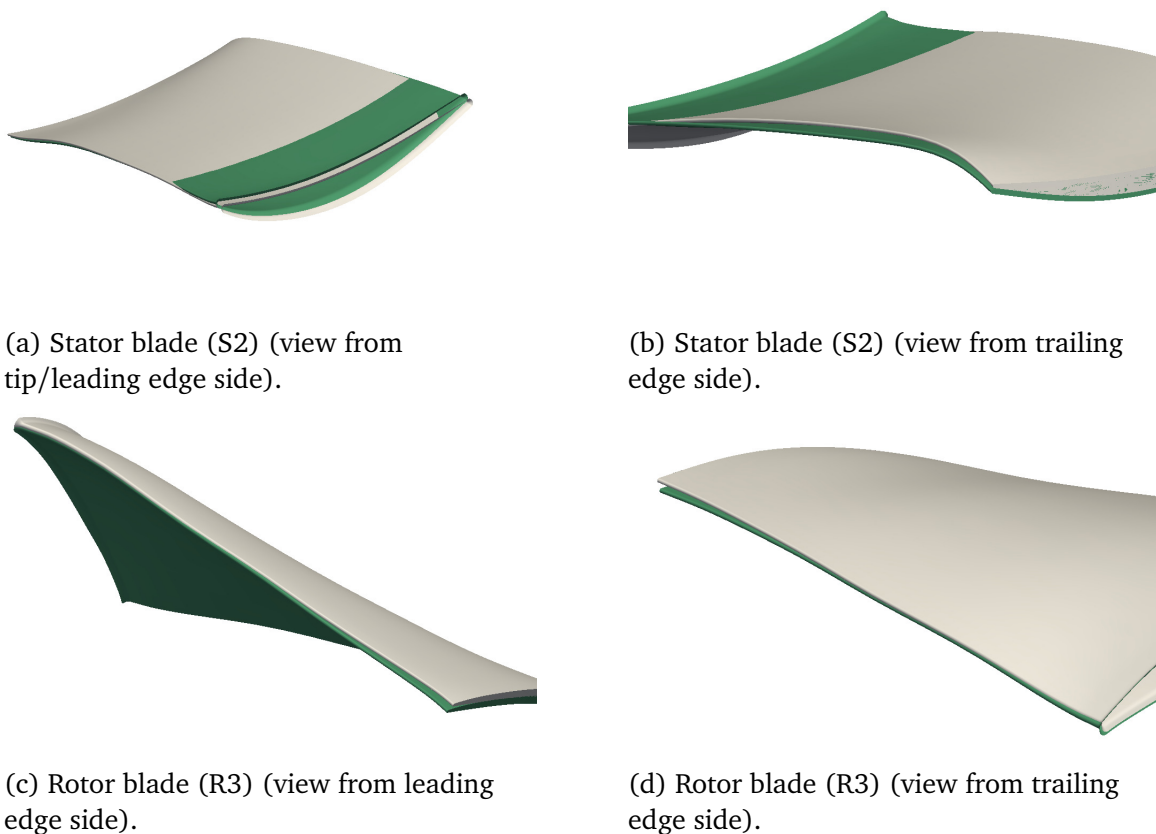 (a) Stator blade (S2) (view from
tip/leading edge side).
(b) Stator blade (S2) (view from trailing
edge side).
(c) Rotor blade (R3) (view from leading
edge side).
(d) Rotor blade (R3) (view from trailing
edge side).